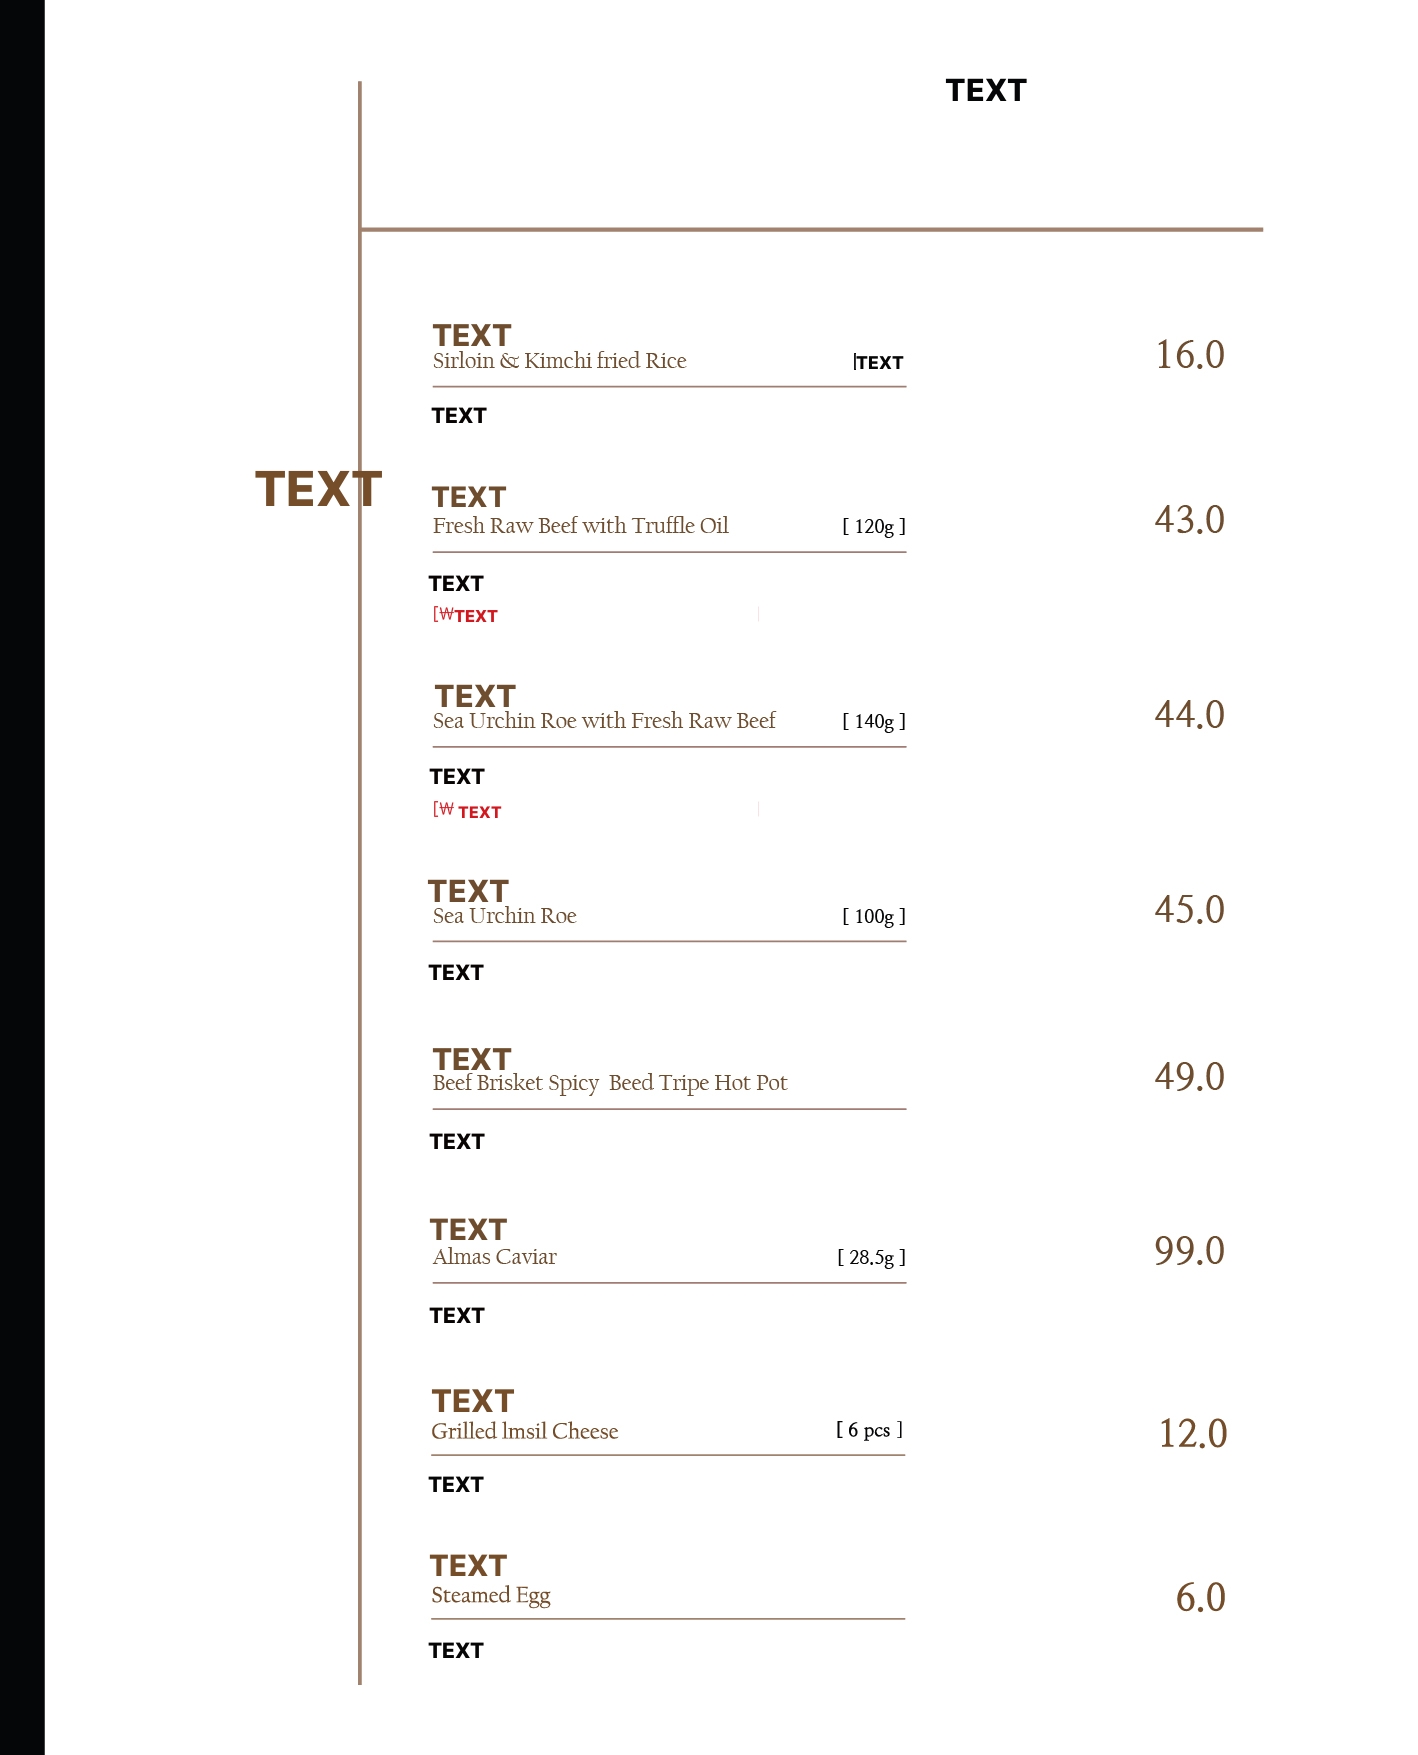 TEXT
TEXT
Sirloin & Kimchi fried Rice |TEXT 16.0
TEXT
TEXT
TEXT
Fresh Raw Beef with Truffle Oil [ 120g ] 43.0
TEXT
[₩TEXT
TEXT
Sea Urchin Roe with Fresh Raw Beef [ 140g ] 44.0
TEXT
[₩ TEXT
TEXT
Sea Urchin Roe [ 100g ] 45.0
TEXT
TEXT
Beef Brisket Spicy Beed Tripe Hot Pot 49.0
TEXT
TEXT
Almas Caviar [ 28.5g ] 99.0
TEXT
TEXT
Grilled lmsil Cheese [ 6 pcs ] 12.0
TEXT
TEXT
Steamed Egg 6.0
TEXT